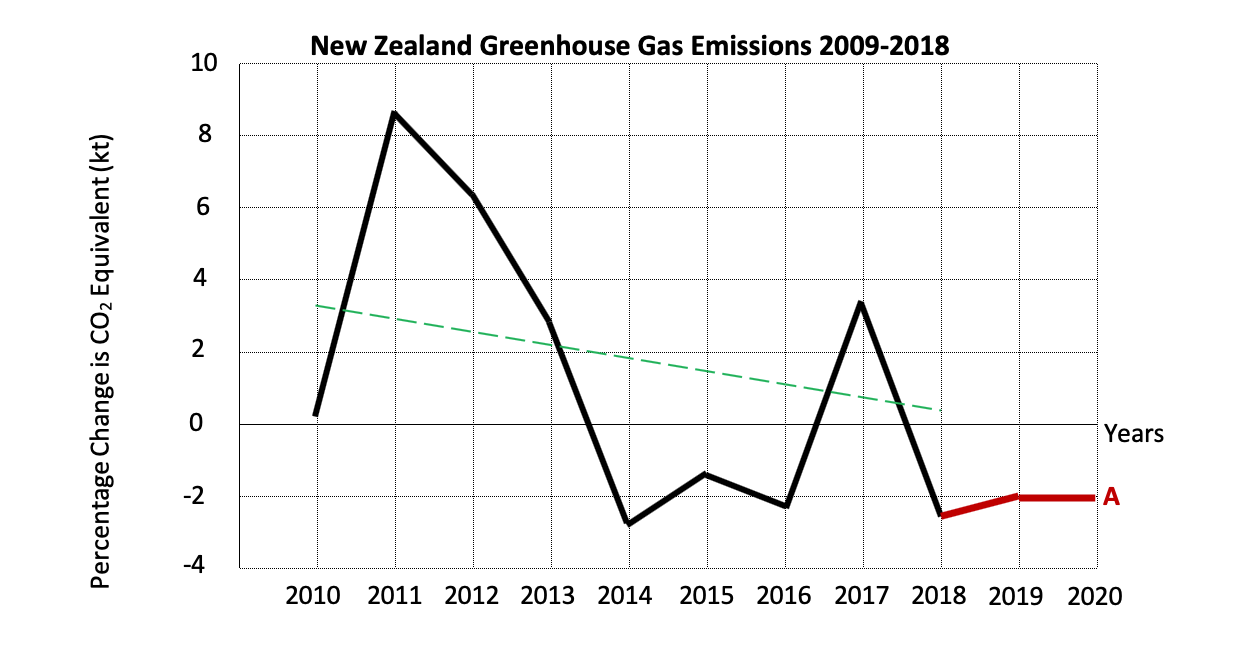 New Zealand Greenhouse Gas Emissions 2009-2018
Percentage Change is CO₂ Equivalent (kt)
10
8
6
4
2
0
-2
-4
Years
A
2010 2011 2012 2013 2014 2015 2016 2017 2018 2019 2020